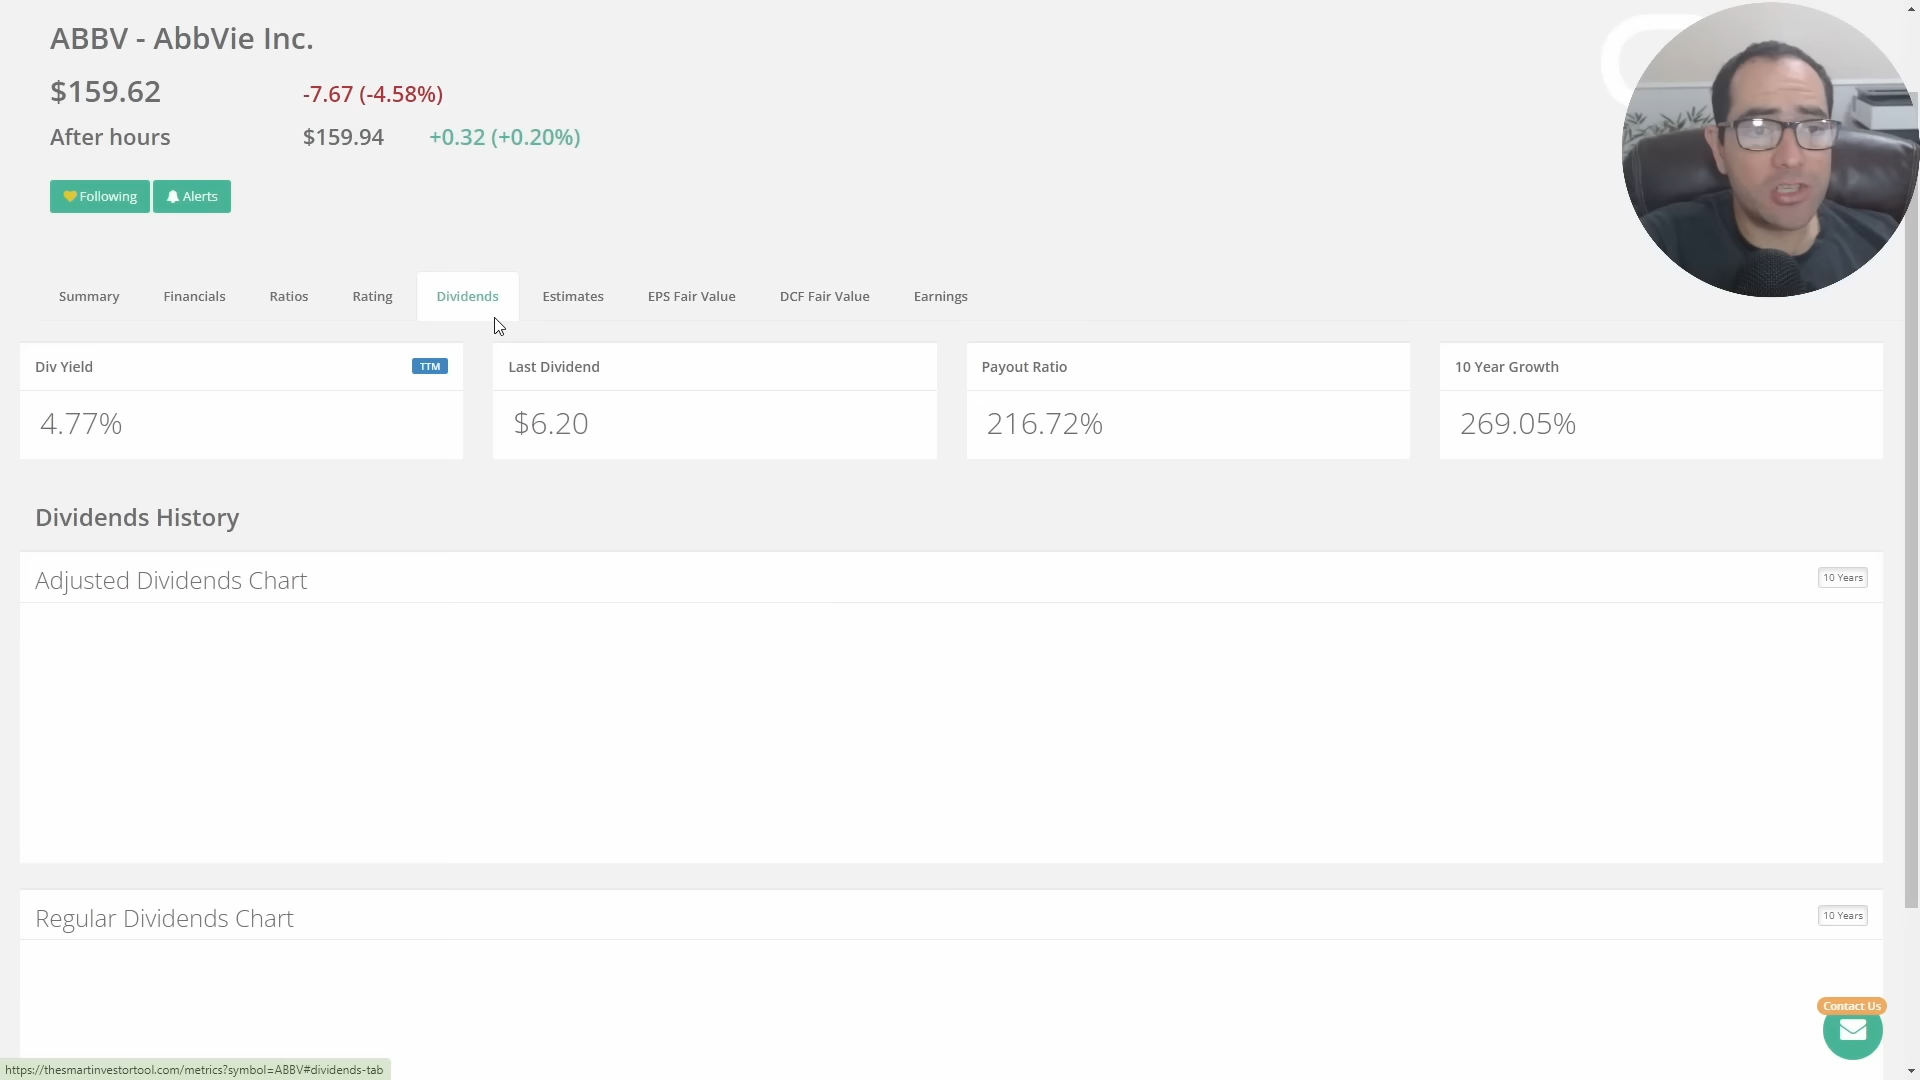 ABBV - AbbVie Inc.
$159.62 -7.67 (-4.58%)
After hours $159.94 +0.32 (+0.20%)
Following Alerts
Summary Financials Ratios Rating Dividends Estimates EPS Fair Value DCF Fair Value Earnings
Div Yield TTM Last Dividend Payout Ratio 10 Year Growth
4.77% $6.20 216.72% 269.05%
Dividends History
Adjusted Dividends Chart 10 Years
Regular Dividends Chart 10 Years
Contact Us
https://thesmartinvestortool.com/metrics?symbol=ABBV#dividends-tab